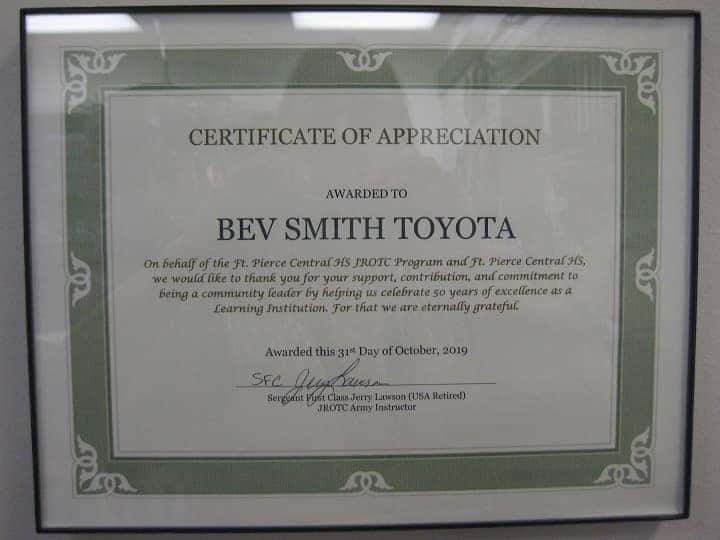 CERTIFICATE OF APPRECIATION
AWARDED TO
BEV SMITH TOYOTA
On behalf of the Ft. Pierce Central HS JROTC Program and Ft. Pierce Central HS,
we would like to thank you for your support, contribution, and commitment to
being a community leader by helping us celebrate 50 years of excellence as a
Learning Institution. For that we are eternally grateful.
Awarded this 31st Day of October, 2019
SFC Jerry Lawson
Sergeant First Class Jerry Lawson (USA Retired)
JROTC Army Instructor